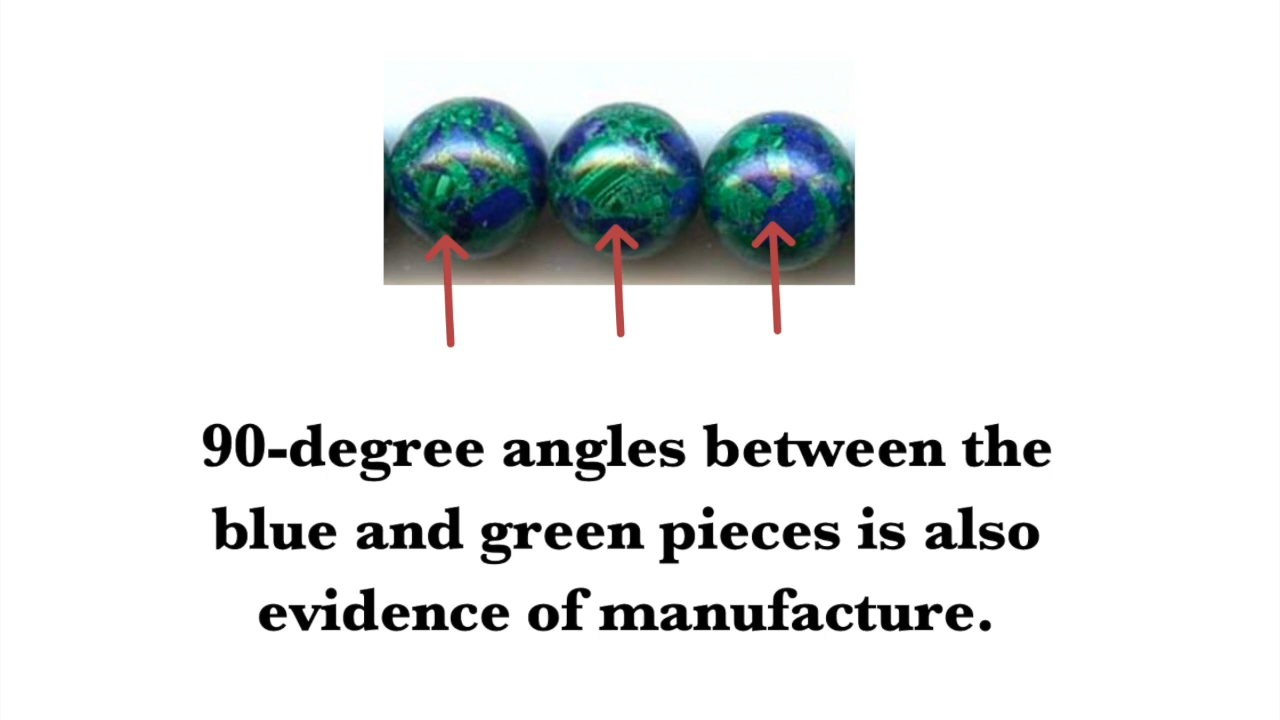 90-degree angles between the
blue and green pieces is also
evidence of manufacture.